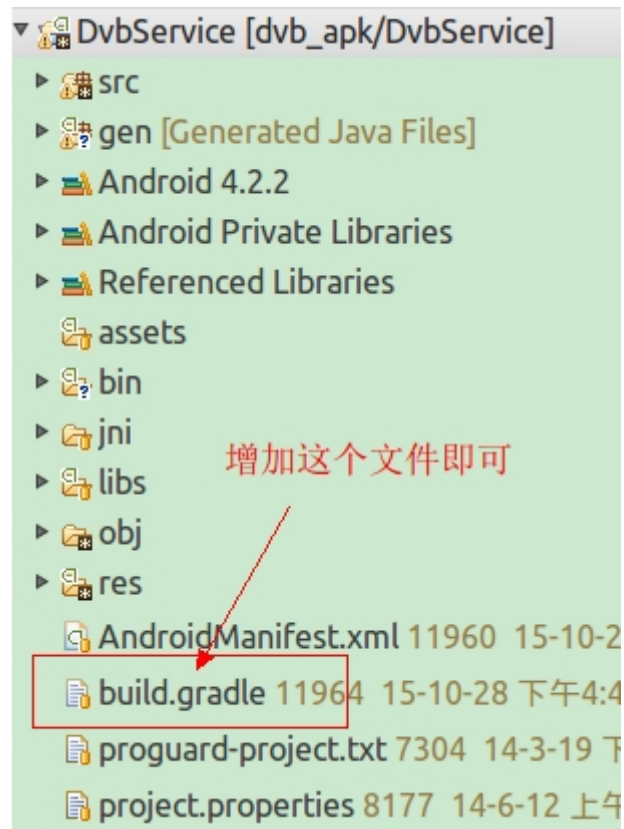 DvbService [dvb_apk/DvbService]
src
gen [Generated Java Files]
Android 4.2.2
Android Private Libraries
Referenced Libraries
assets
bin
jni
增加这个文件即可
libs
obj
res
AndroidManifest.xml 11960 15-10-2
build.gradle 11964 15-10-28 下午4:4
proguard-project.txt 7304 14-3-19 下
project.properties 8177 14-6-12 上午